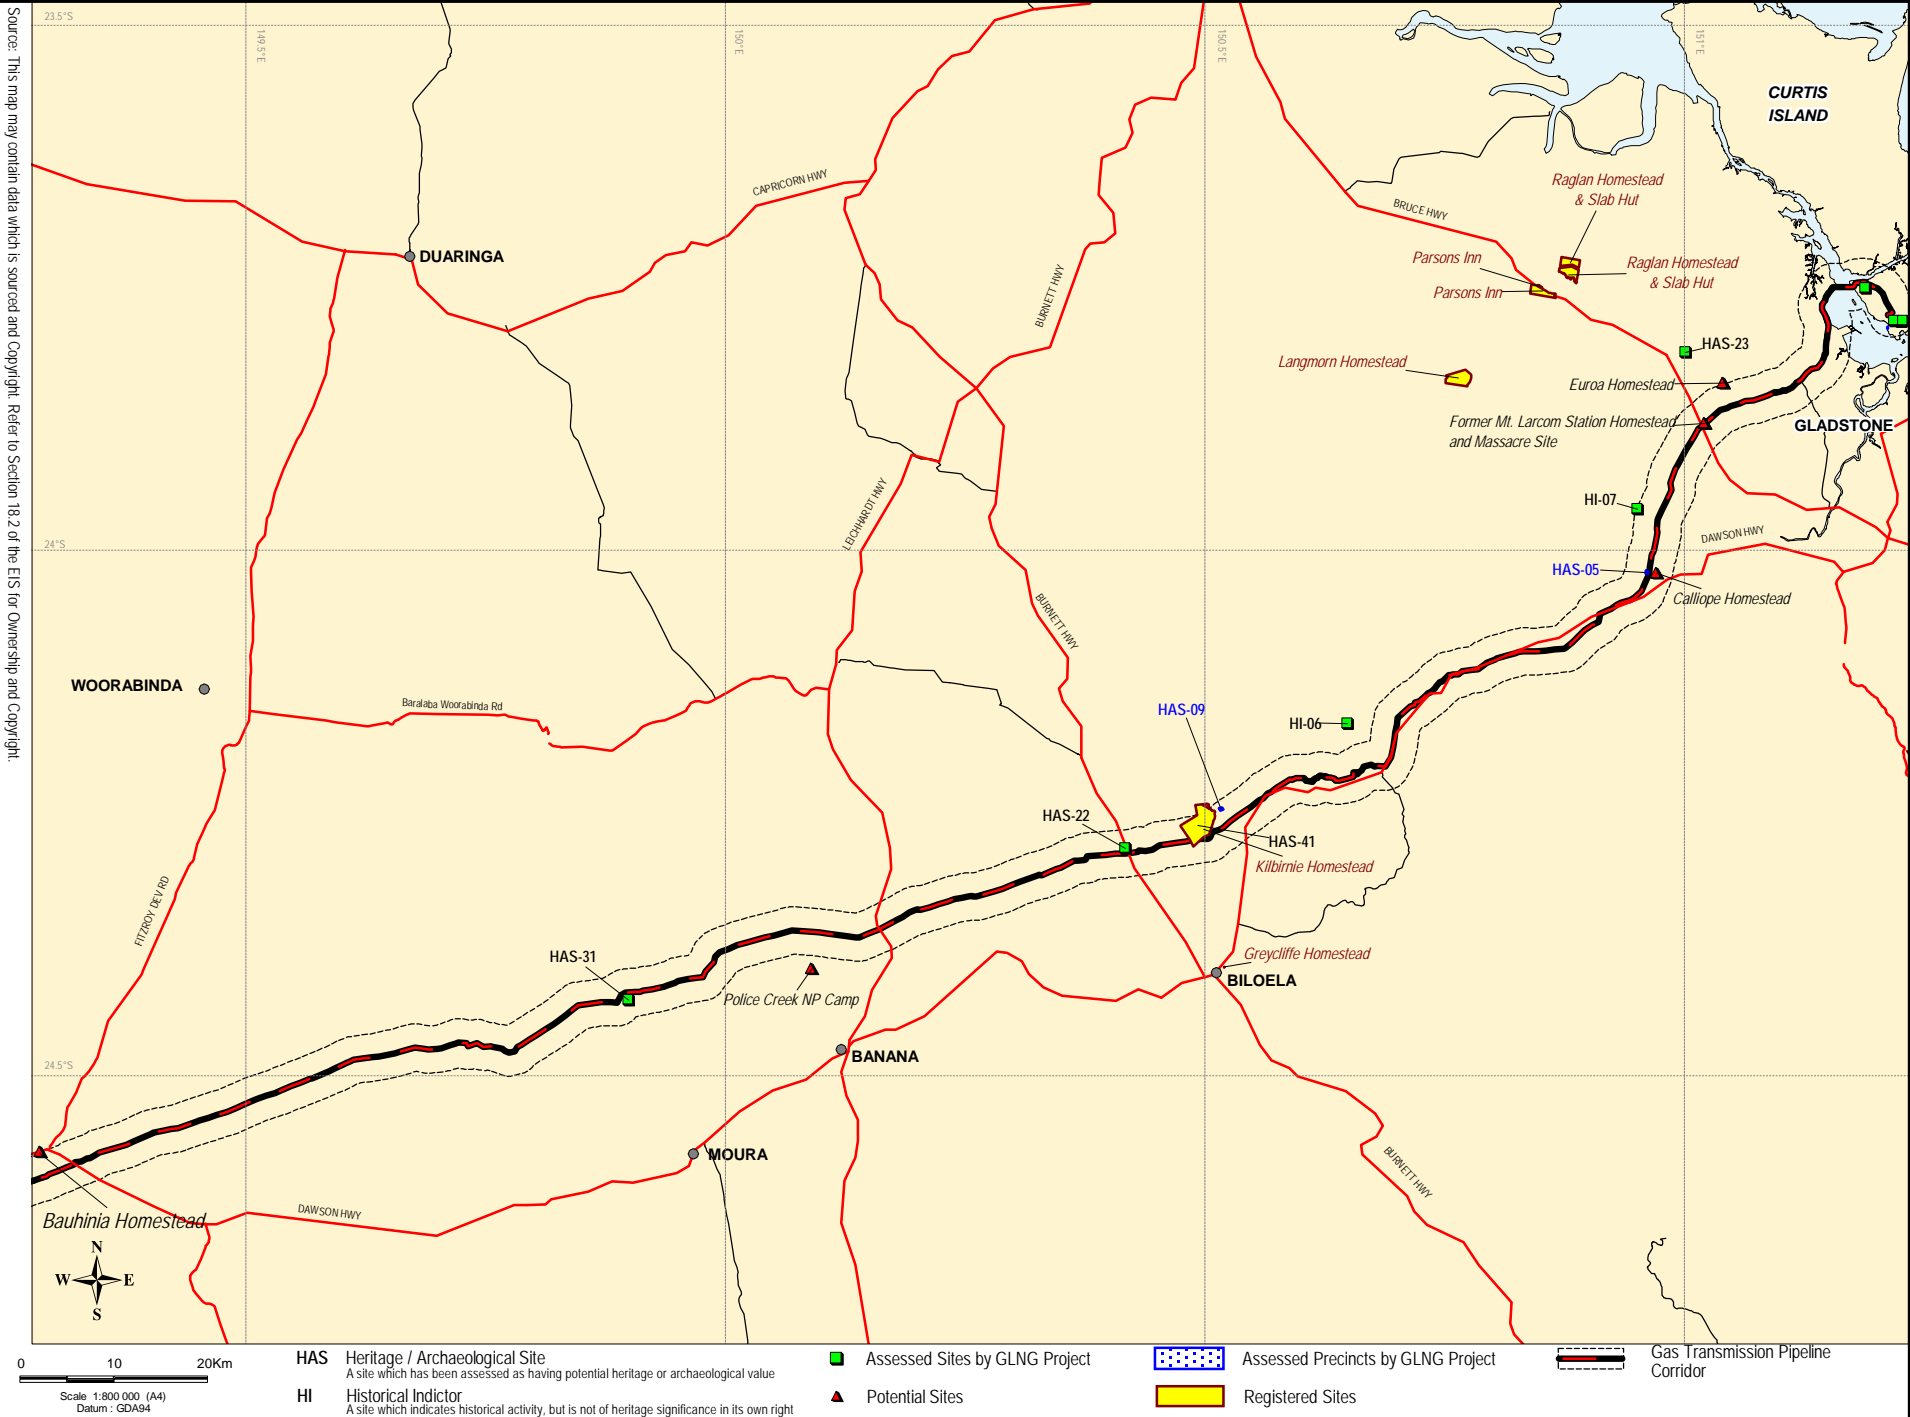 Source: This map may contain data which is sourced and Copyright. Refer to Section 18.2 of the EIS for Ownership and Copyright.
23.5°S
149.5°E
150°E
150.5°E
151°E
CURTIS
ISLAND
CAPRICORN HWY
Raglan Homestead
& Slab Hut
BRUCE HWY
DUARINGA
Parsons Inn
Raglan Homestead
& Slab Hut
Parsons Inn
BURNETT HWY
HAS-23
Langmorn Homestead
Euroa Homestead
Former Mt. Larcom Station Homestead
and Massacre Site
GLADSTONE
HI-07
LEICHHARDT HWY
DAWSON HWY
24°S
HAS-05
Calliope Homestead
BURNETT HWY
WOORABINDA
Baralaba Woorabinda Rd
HAS-09
HI-06
HAS-22
HAS-41
Kilbirnie Homestead
FITZROY DEV RD
HAS-31
Greycliffe Homestead
BILOELA
Police Creek NP Camp
BANANA
24.5°S
MOURA
BURNETT HWY
DAWSON HWY
Bauhinia Homestead
N
W E
S
0 10 20Km
Scale 1:800 000 (A4)
Datum : GDA94
HAS Heritage / Archaeological Site
A site which has been assessed as having potential heritage or archaeological value
HI Historical Indictor
A site which indicates historical activity, but is not of heritage significance in its own right
Assessed Sites by GLNG Project
Potential Sites
Assessed Precincts by GLNG Project
Registered Sites
Gas Transmission Pipeline
Corridor